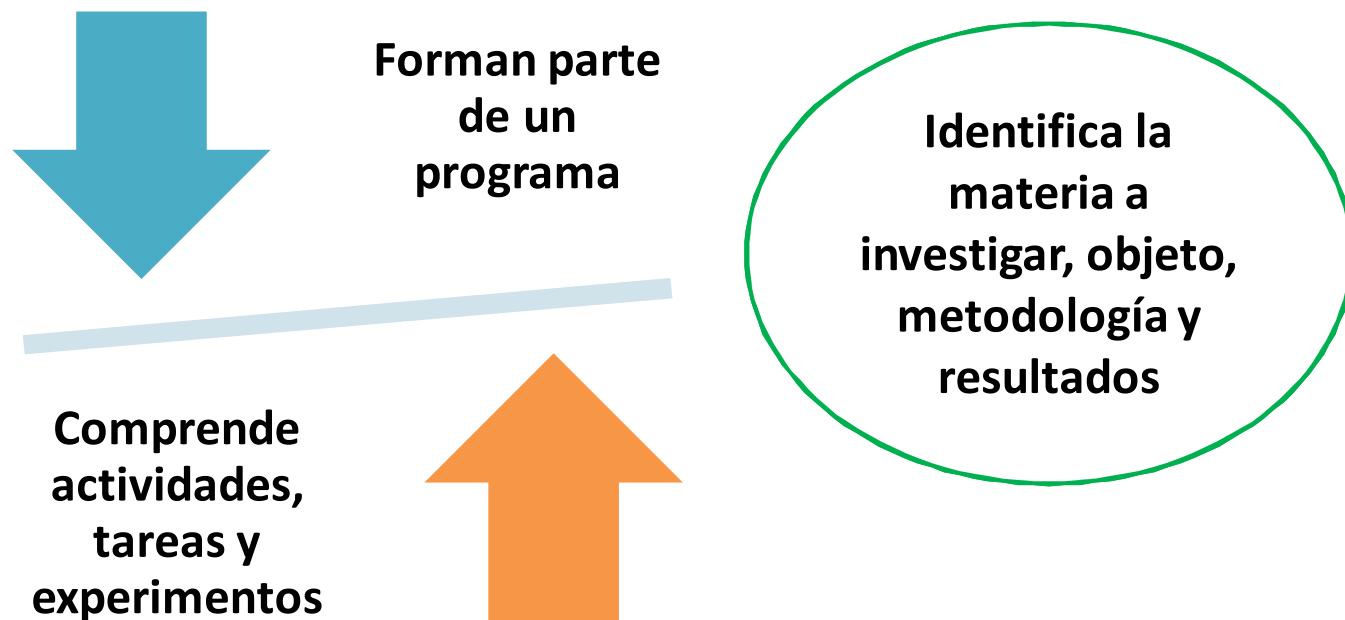 Forman parte
de un
programa
Comprende
actividades,
tareas y
experimentos
Identifica la
materia a
investigar, objeto,
metodología y
resultados